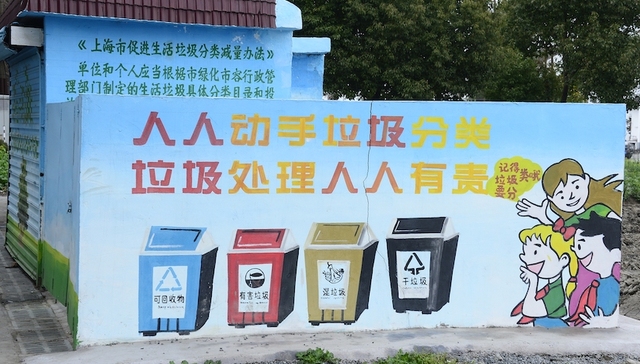 《上海市促进生活垃圾分类减量办法》
单位和个人应当根据市绿化市容行政管
理部门制定的生活垃圾具体分类目录和投
人人动手垃圾分类
垃圾处理人人有责
记得
垃圾分类哦
要分
可回收物
有害垃圾
湿垃圾
干垃圾